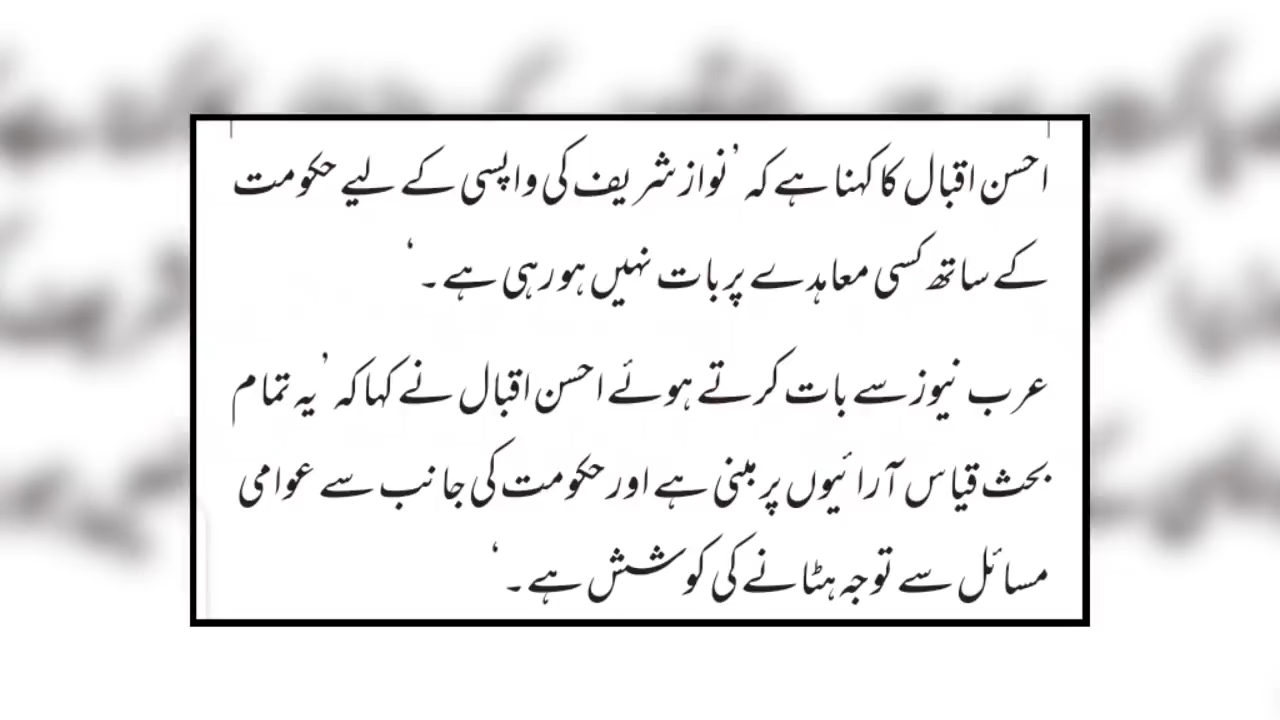 احسن اقبال کا کہنا ہے کہ ’نواز شریف کی واپسی کے لیے حکومت
کے ساتھ کسی معاہدے پر بات نہیں ہو رہی ہے۔‘
عرب نیوز سے بات کرتے ہوئے احسن اقبال نے کہا کہ ’یہ تمام
بحث قیاس آرائیوں پر مبنی ہے اور حکومت کی جانب سے عوامی
مسائل سے توجہ ہٹانے کی کوشش ہے۔‘